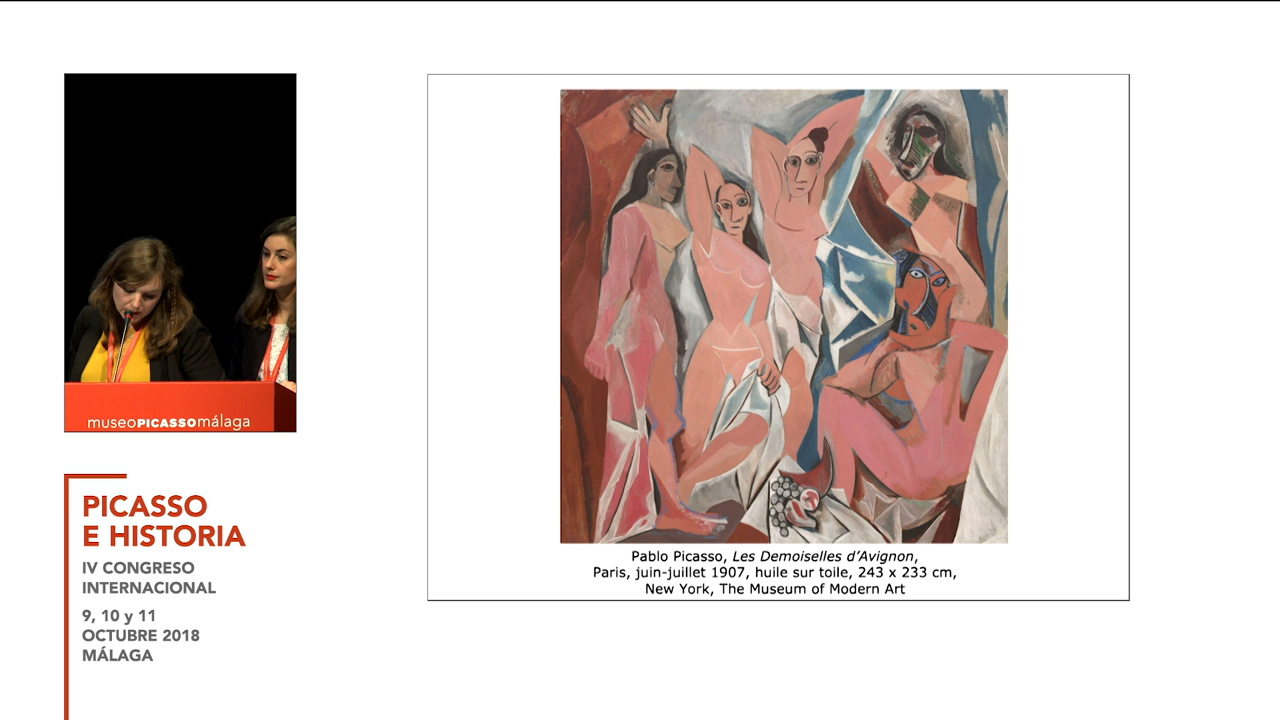 museoPICASSOmálaga
PICASSO
E HISTORIA
IV CONGRESO
INTERNACIONAL
9, 10 y 11
OCTUBRE 2018
MÁLAGA
Pablo Picasso, Les Demoiselles d’Avignon,
Paris, juin-juillet 1907, huile sur toile, 243 x 233 cm,
New York, The Museum of Modern Art